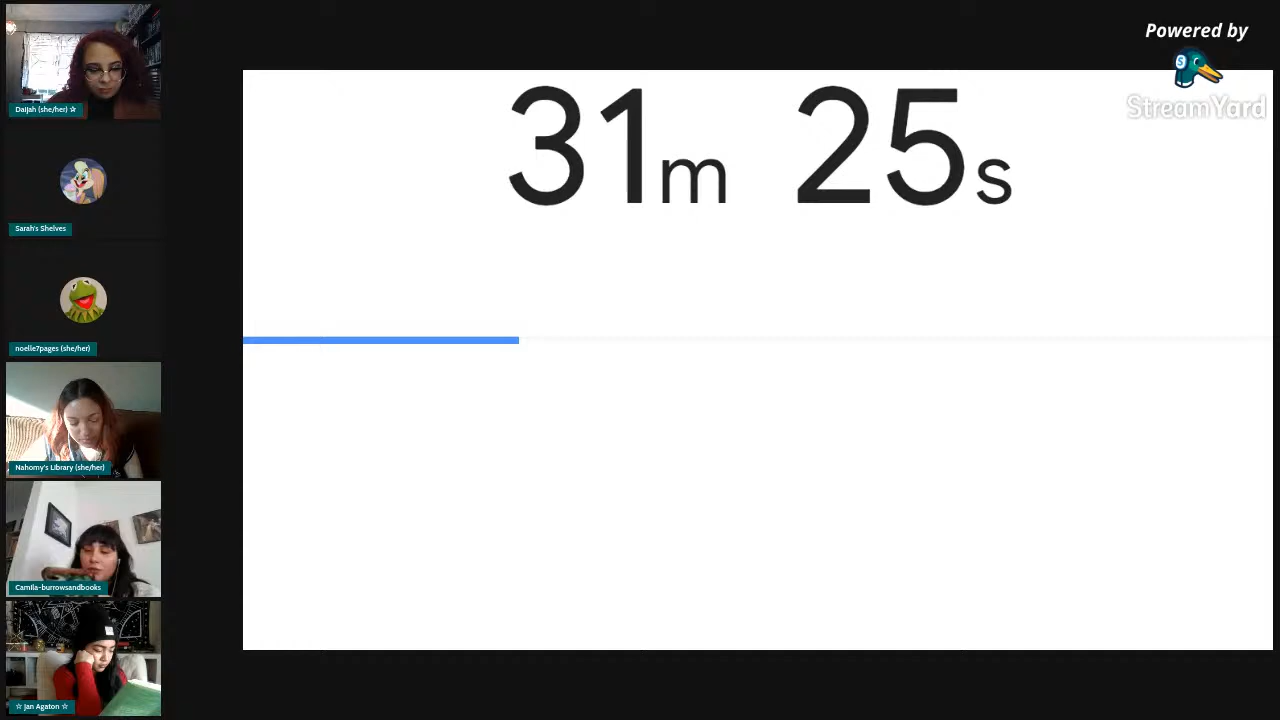 Powered by
StreamYard
31m 25s
Daijah (she/her) ☆
Sarah's Shelves
noelle7pages (she/her)
Nahomy's Library (she/her)
Camila-burrowsandbooks
☆ Jan Agaton ☆